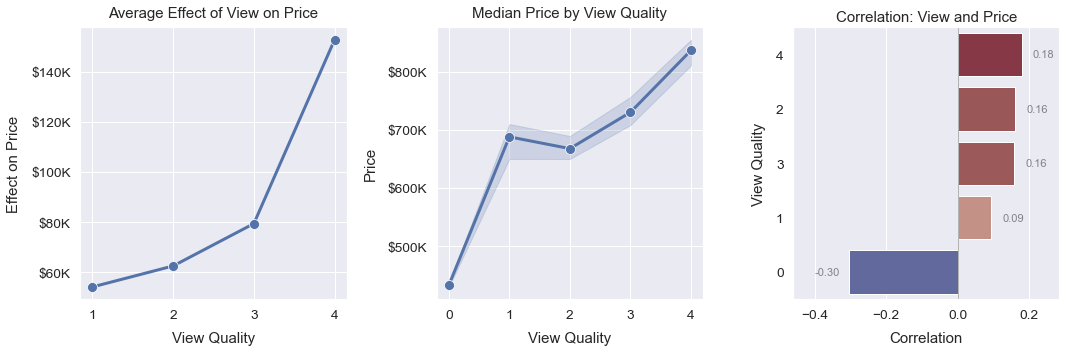 Average Effect of View on Price
Effect on Price
$140K
$120K
$100K
$80K
$60K
1 2 3 4
View Quality
Median Price by View Quality
Price
$800K
$700K
$600K
$500K
0 1 2 3 4
View Quality
Correlation: View and Price
View Quality
4 0.18
2 0.16
3 0.16
1 0.09
0 -0.30
−0.4 −0.2 0.0 0.2
Correlation